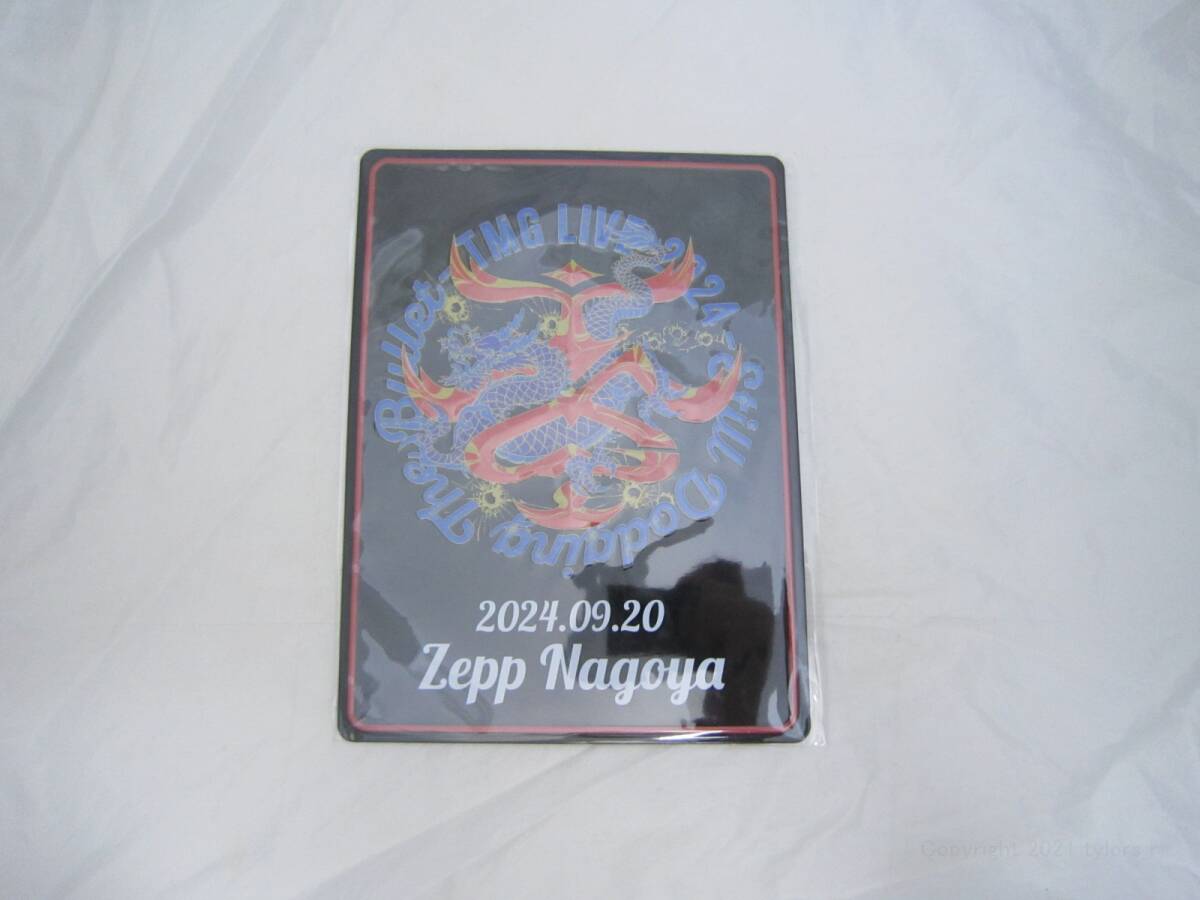 TMG LIVE 2024 -Still Dodging The Bullet-
2024.09.20
Zepp Nagoya